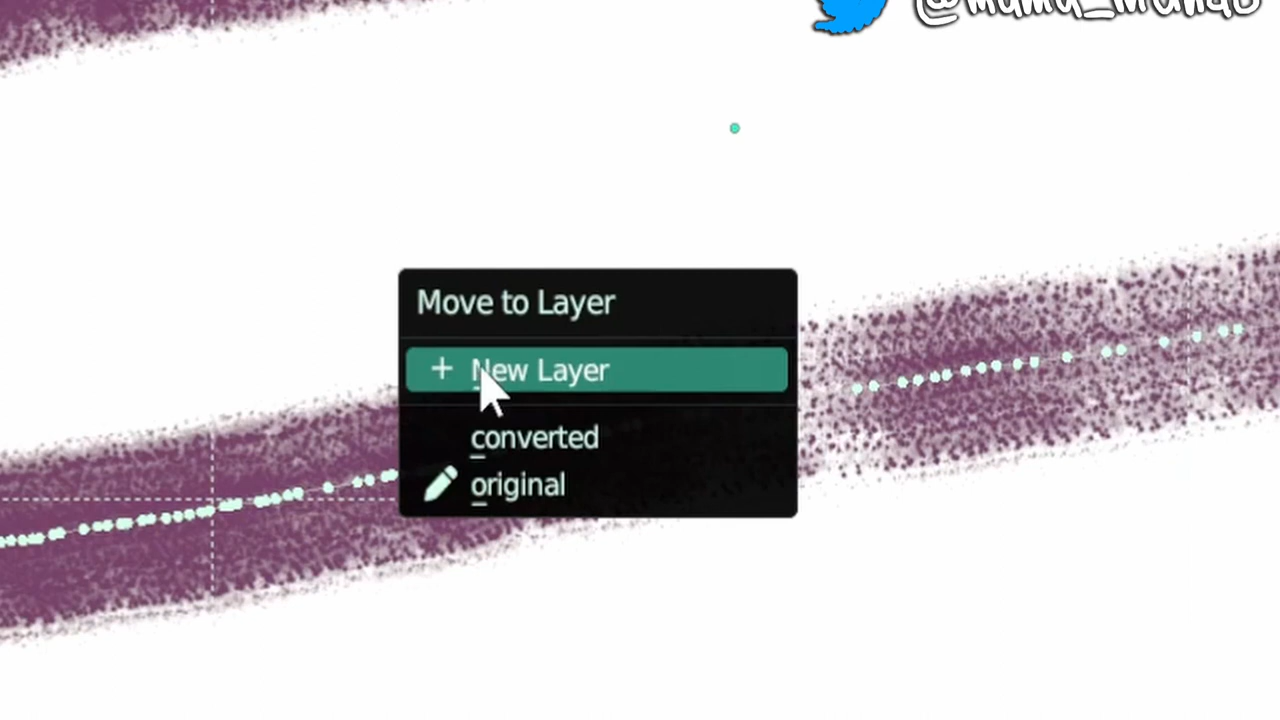 Move to Layer
New Layer
converted
original